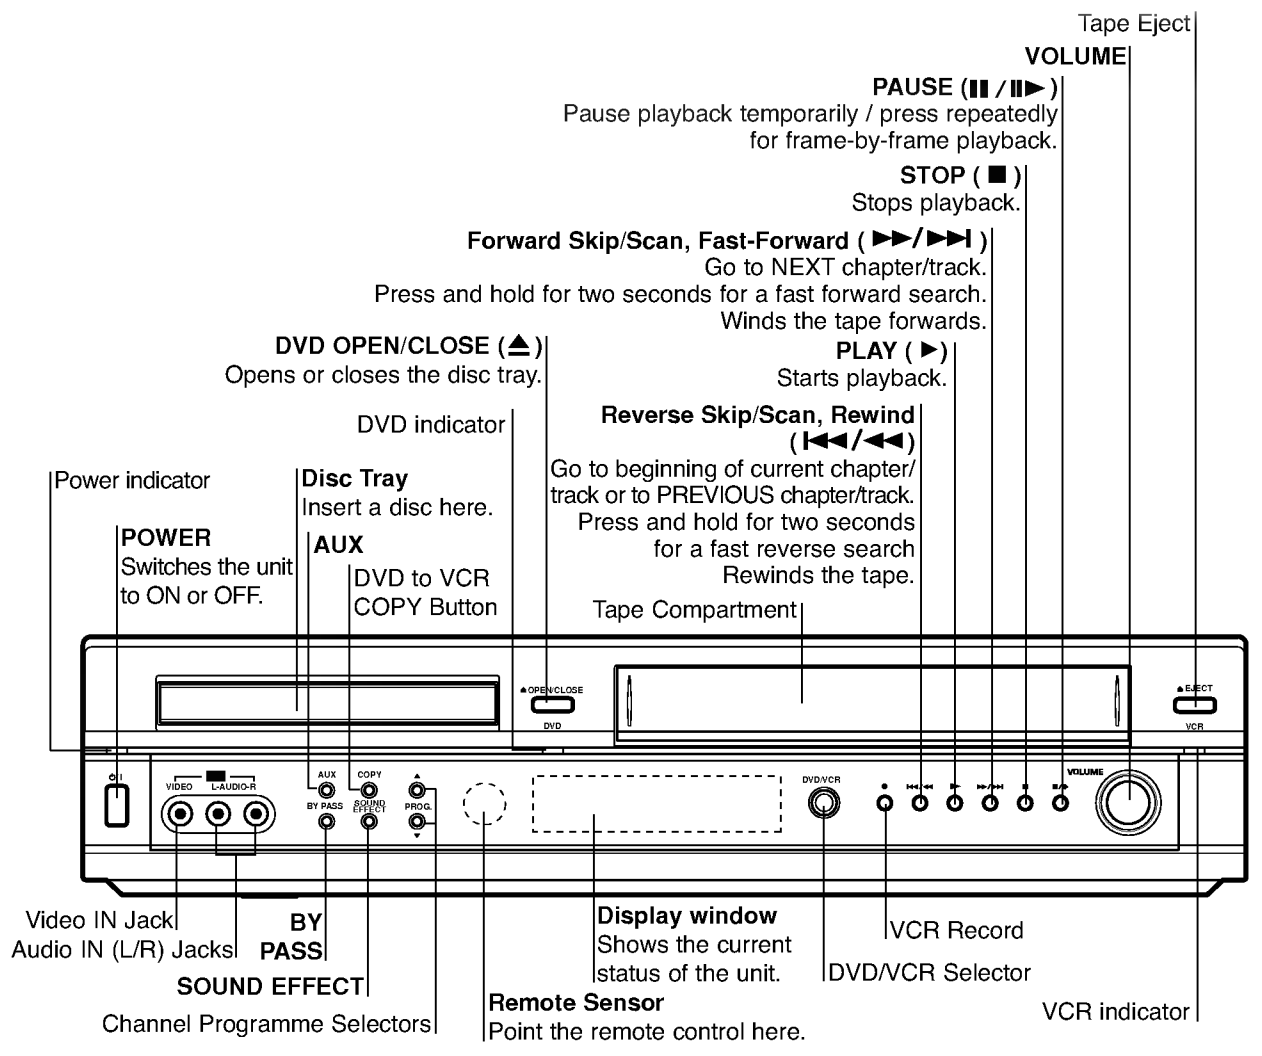 Tape Eject
VOLUME
PAUSE (▮▮ / ▮▮▶ )
Pause playback temporarily / press repeatedly
for frame-by-frame playback.
STOP ( ■ )
Stops playback.
Forward Skip/Scan, Fast-Forward ( ▶▶/▶▶| )
Go to NEXT chapter/track.
Press and hold for two seconds for a fast forward search.
Winds the tape forwards.
DVD OPEN/CLOSE (⏏)
Opens or closes the disc tray.
PLAY ( ▶)
Starts playback.
DVD indicator
Reverse Skip/Scan, Rewind
( |◀◀/◀◀)
Go to beginning of current chapter/
track or to PREVIOUS chapter/track.
Press and hold for two seconds
for a fast reverse search
Rewinds the tape.
Power indicator
Disc Tray
Insert a disc here.
POWER
Switches the unit
to ON or OFF.
AUX
DVD to VCR
COPY Button
Tape Compartment
⏏ OPEN/CLOSE
DVD
⏏ EJECT
VCR
VIDEO
L-AUDIO-R
AUX
COPY
BY PASS
SOUND
EFFECT
▲
PROG.
▼
DVD/VCR
●
|◀◀/◀◀
▶
▶▶/▶▶|
VOLUME
Video IN Jack
Audio IN (L/R) Jacks
BY
PASS
SOUND EFFECT
Channel Programme Selectors
Remote Sensor
Point the remote control here.
Display window
Shows the current
status of the unit.
VCR Record
DVD/VCR Selector
VCR indicator